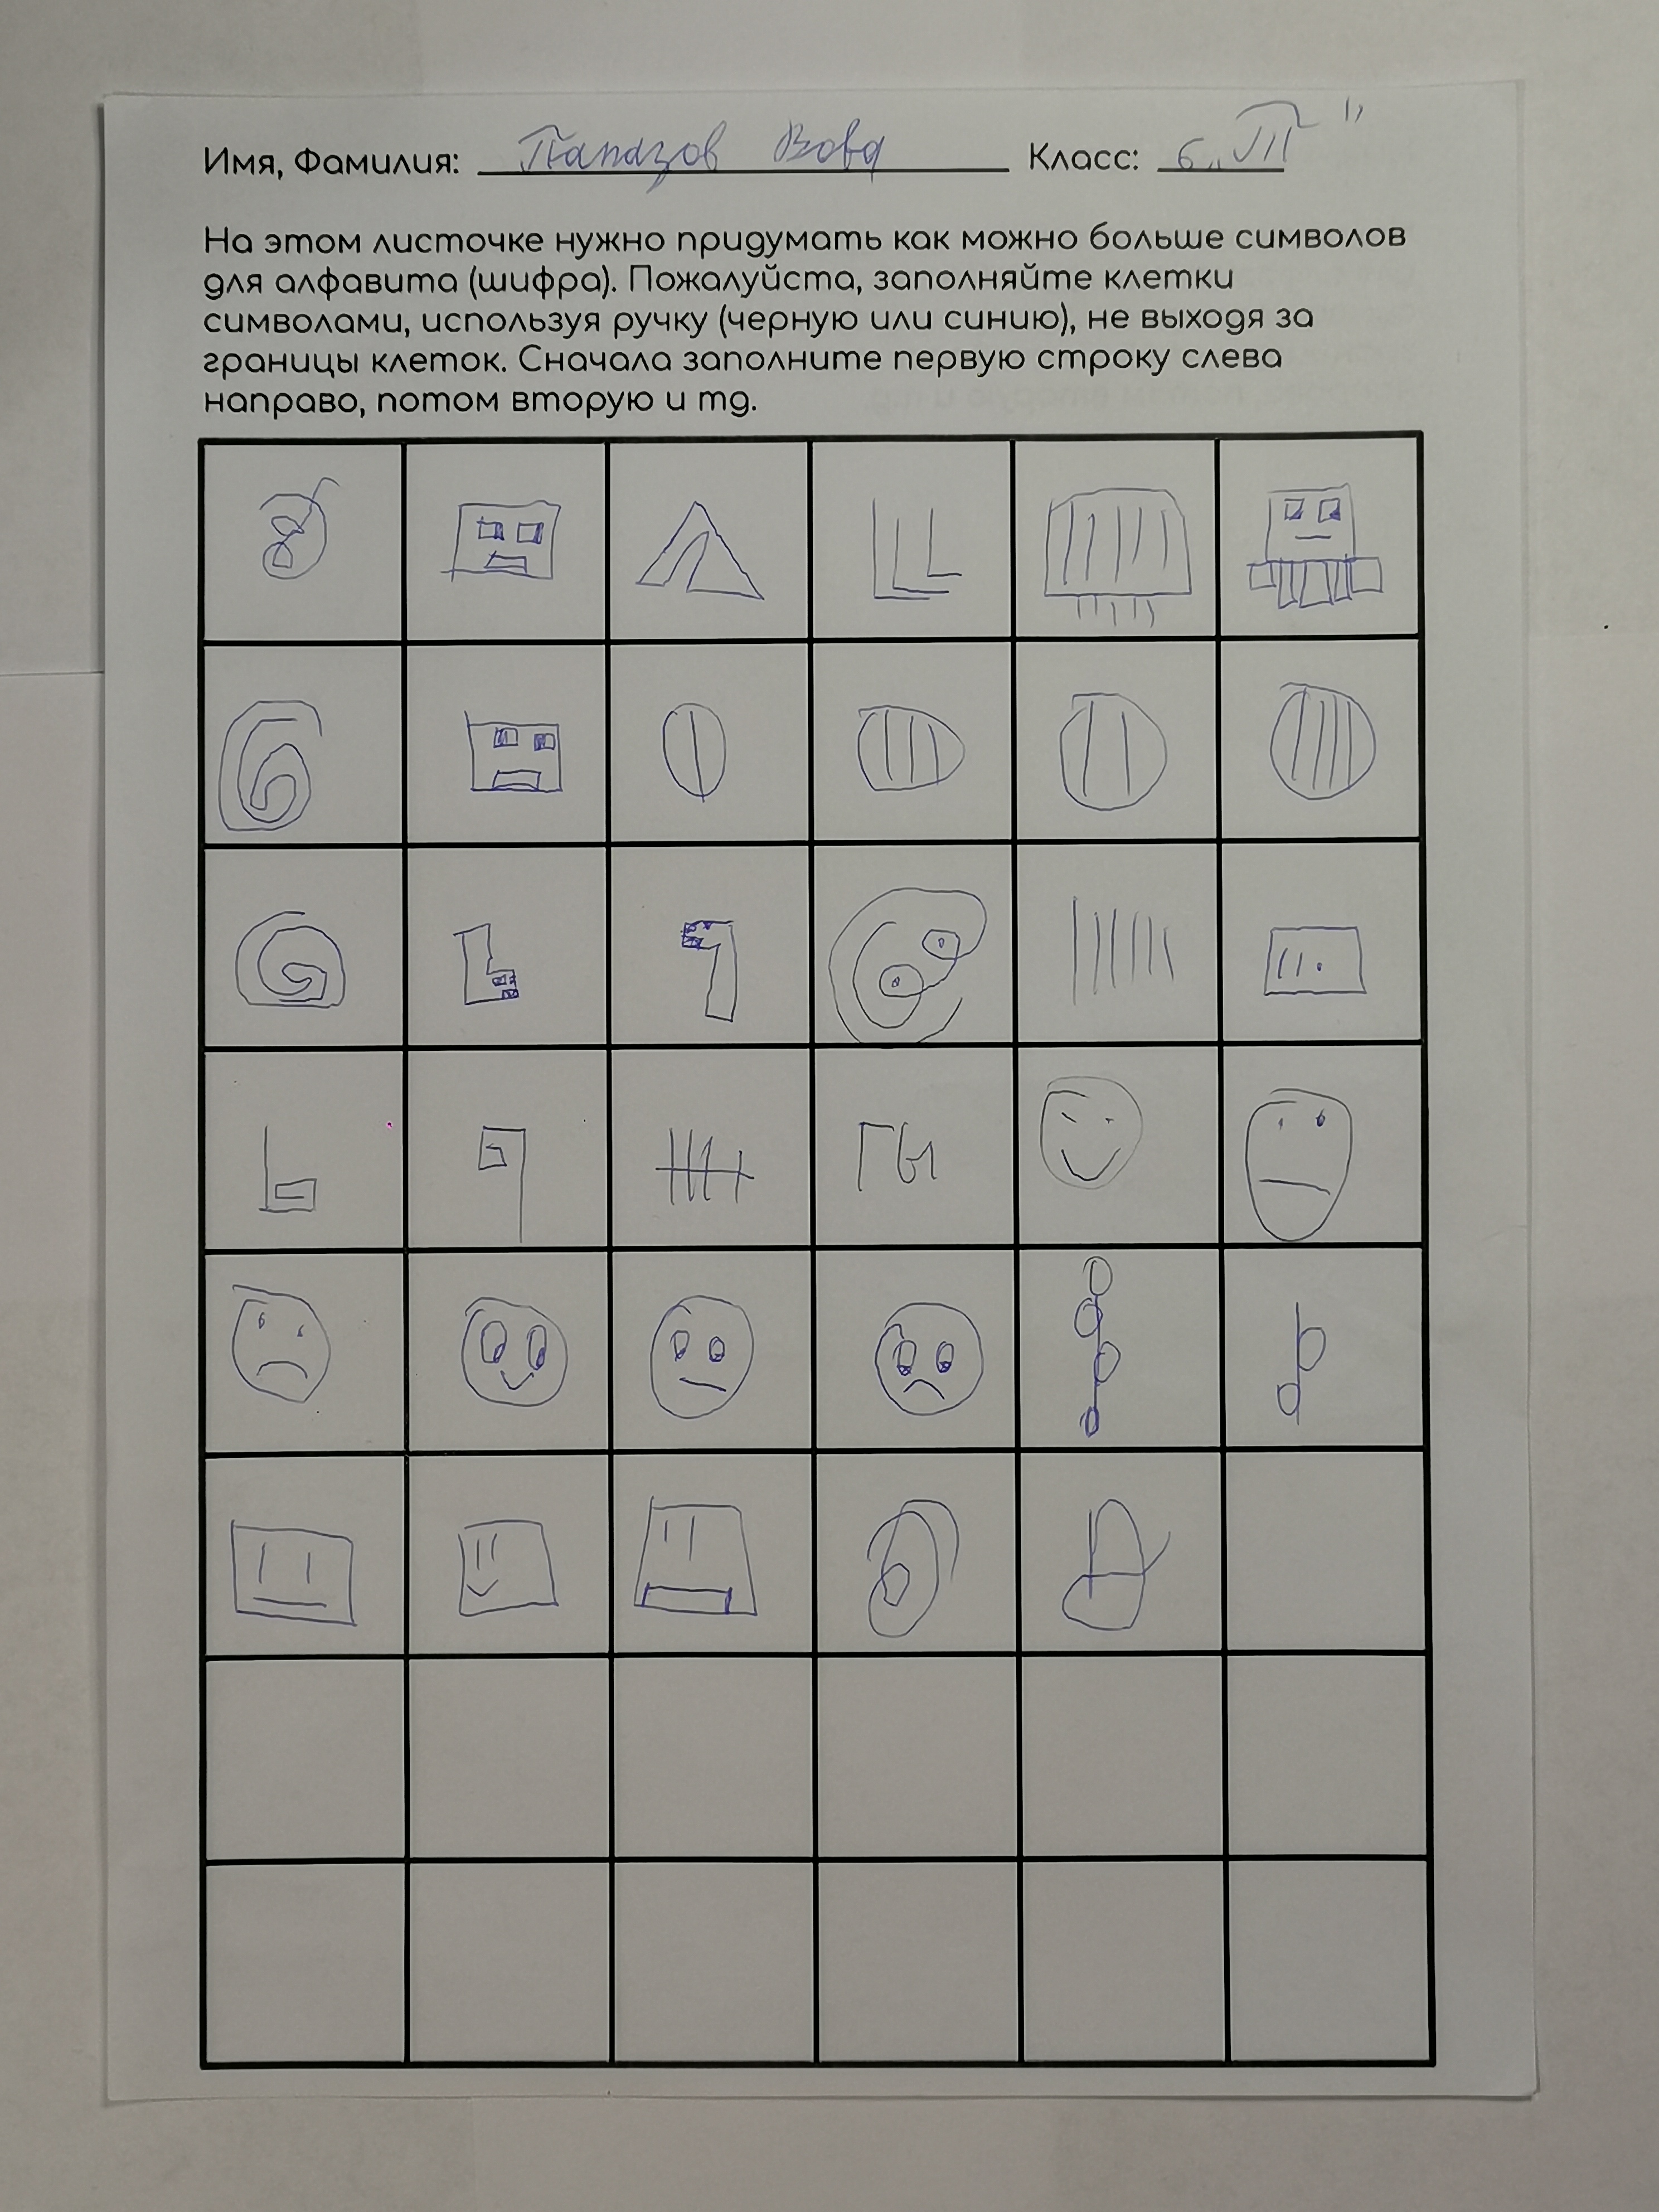 Имя, Фамилия: Папазов Вова Класс: 6 „П"
На этом листочке нужно придумать как можно больше символов
для алфавита (шифра). Пожалуйста, заполняйте клетки
символами, используя ручку (черную или синию), не выходя за
границы клеток. Сначала заполните первую строку слева
направо, потом вторую и тд.
гы